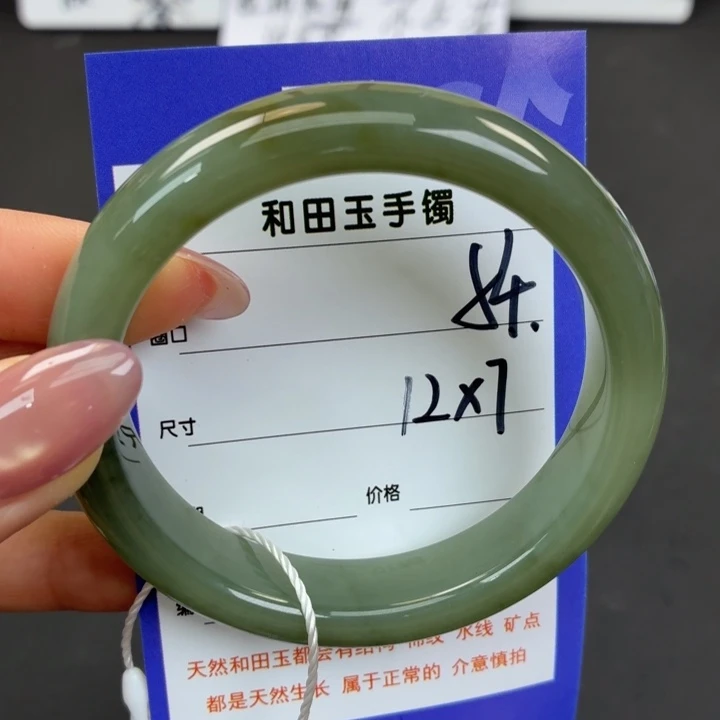 和田玉手镯
圈口 54.
尺寸 12x7
价格
天然和田玉都会有结构 棉纹 水线 矿点
都是天然生长 属于正常的 介意慎拍